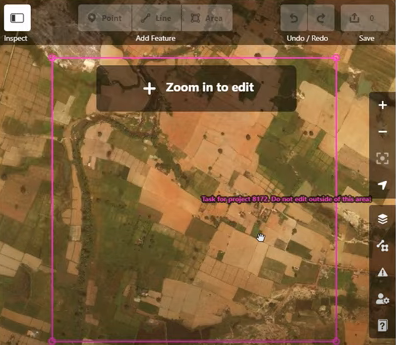 Point
Line
Area
0
Inspect
Add Feature
Undo / Redo
Save
Zoom in to edit
Task for project 8172. Do not edit outside of this area!